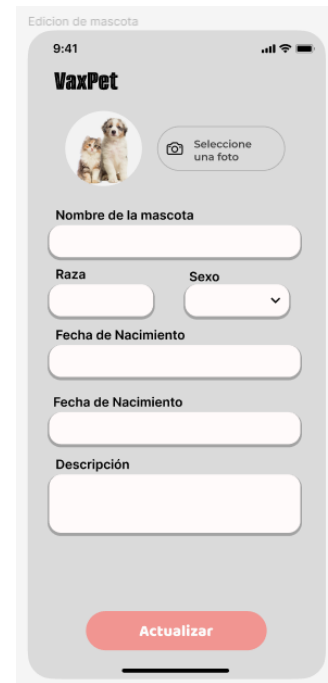 Edicion de mascota
9:41
VaxPet
Seleccione
una foto
Nombre de la mascota
Raza
Sexo
Fecha de Nacimiento
Fecha de Nacimiento
Descripción
Actualizar